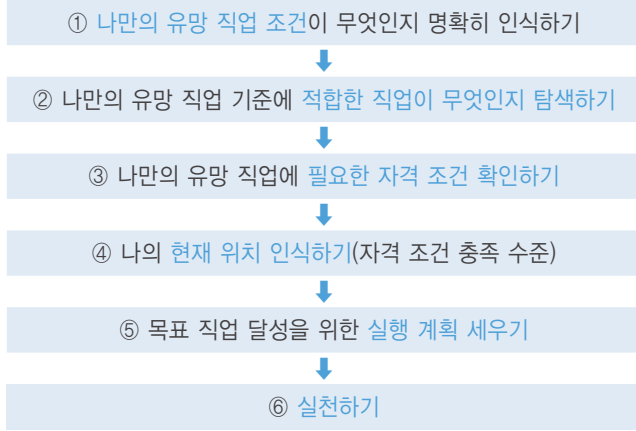 ① 나만의 유망 직업 조건이 무엇인지 명확히 인식하기
② 나만의 유망 직업 기준에 적합한 직업이 무엇인지 탐색하기
③ 나만의 유망 직업에 필요한 자격 조건 확인하기
④ 나의 현재 위치 인식하기(자격 조건 충족 수준)
⑤ 목표 직업 달성을 위한 실행 계획 세우기
⑥ 실천하기